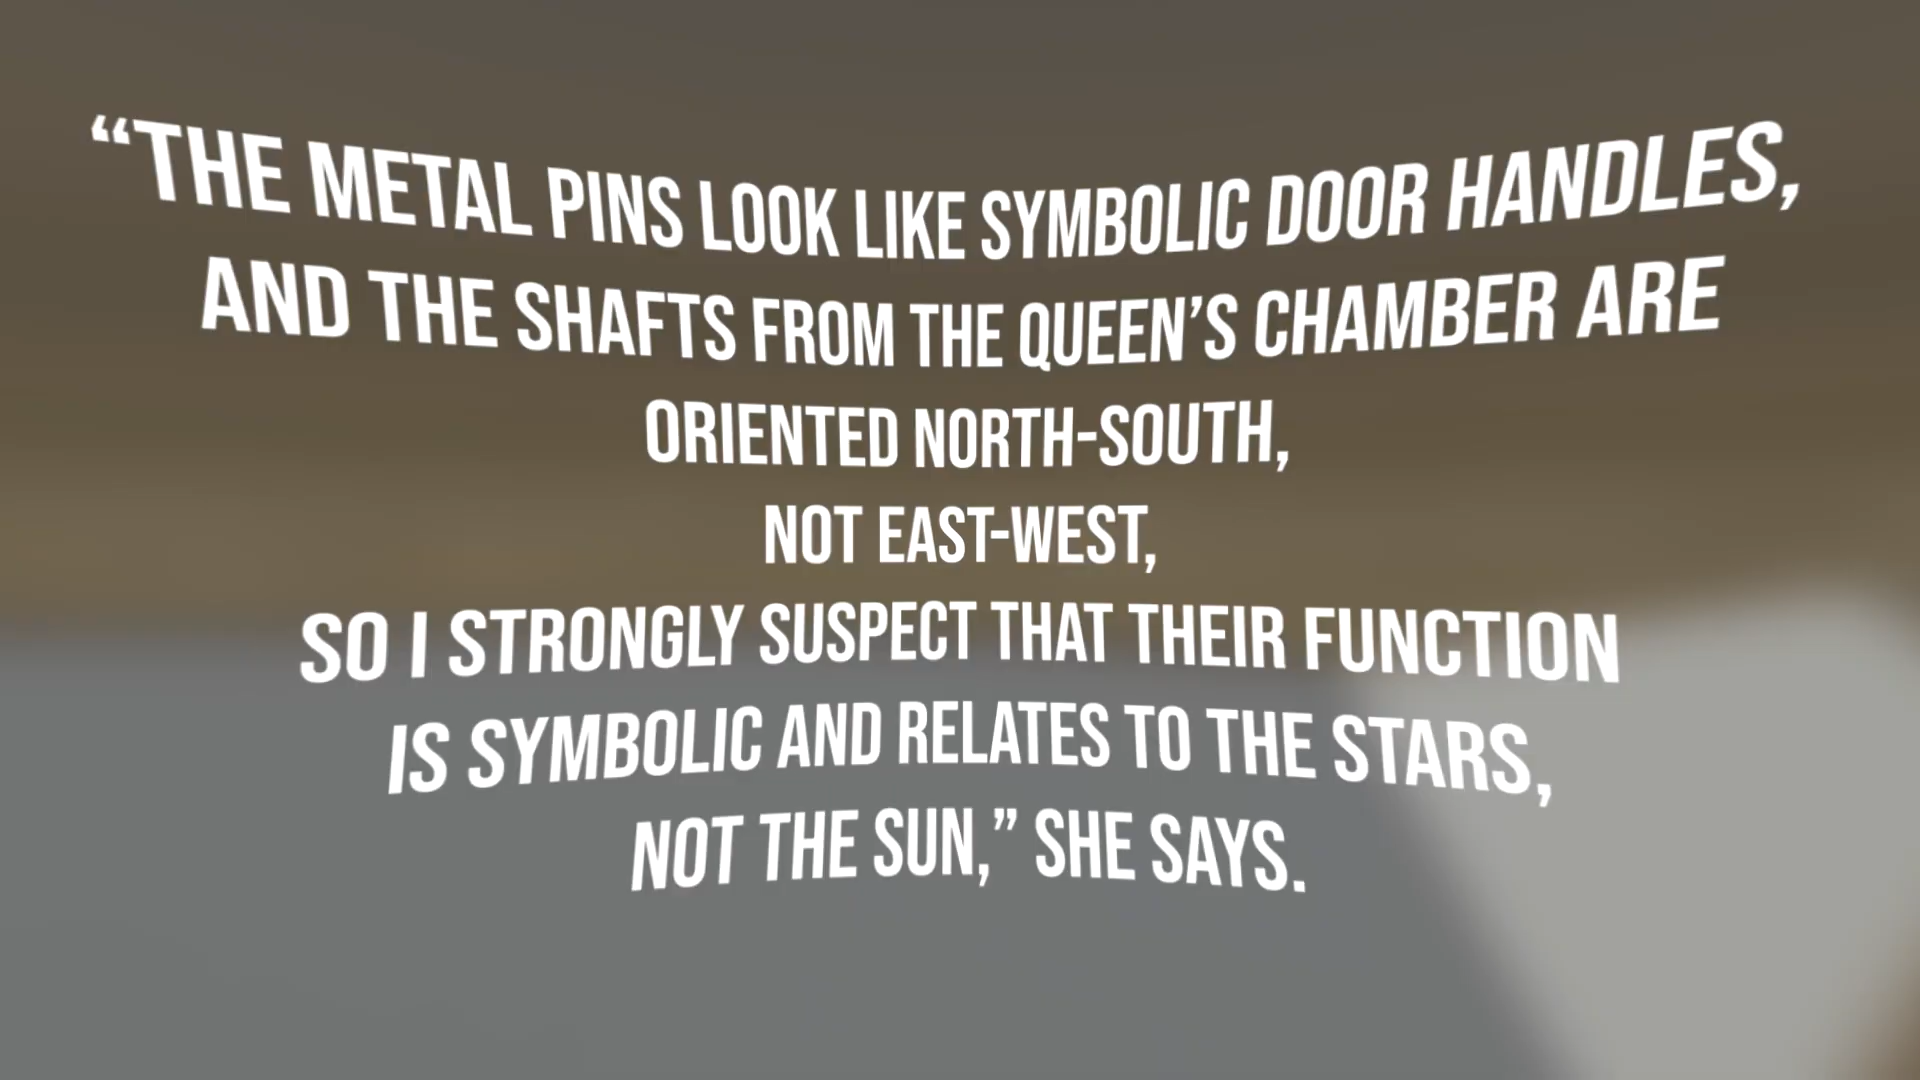 “THE METAL PINS LOOK LIKE SYMBOLIC DOOR HANDLES,
AND THE SHAFTS FROM THE QUEEN’S CHAMBER ARE
ORIENTED NORTH-SOUTH,
NOT EAST-WEST,
SO I STRONGLY SUSPECT THAT THEIR FUNCTION
IS SYMBOLIC AND RELATES TO THE STARS,
NOT THE SUN,” SHE SAYS.